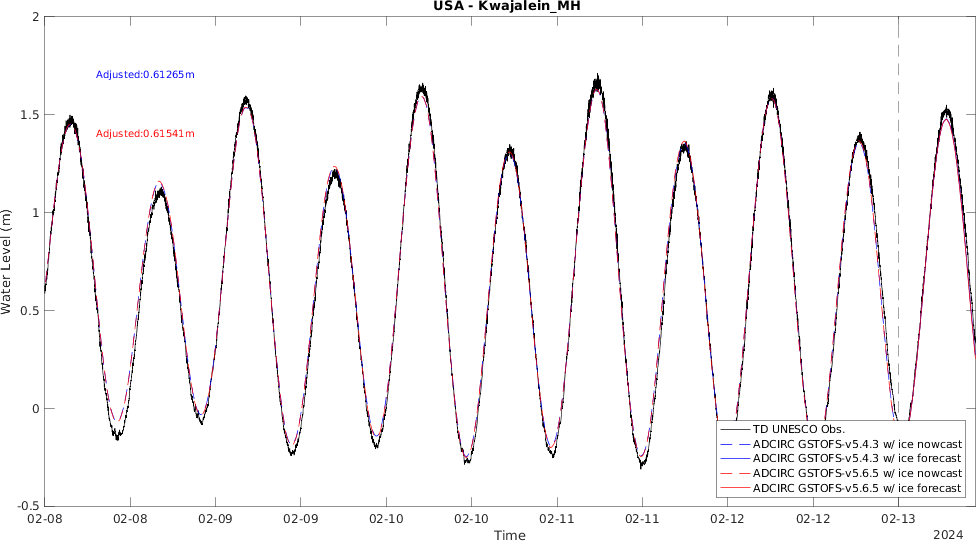 USA - Kwajalein_MH
2
1.5
1
0.5
0
-0.5
Water Level (m)
Adjusted:0.61265m
Adjusted:0.61541m
TD UNESCO Obs.
ADCIRC GSTOFS-v5.4.3 w/ ice nowcast
ADCIRC GSTOFS-v5.4.3 w/ ice forecast
ADCIRC GSTOFS-v5.6.5 w/ ice nowcast
ADCIRC GSTOFS-v5.6.5 w/ ice forecast
02-08 02-08 02-09 02-09 02-10 02-10 02-11 02-11 02-12 02-12 02-13
Time
2024